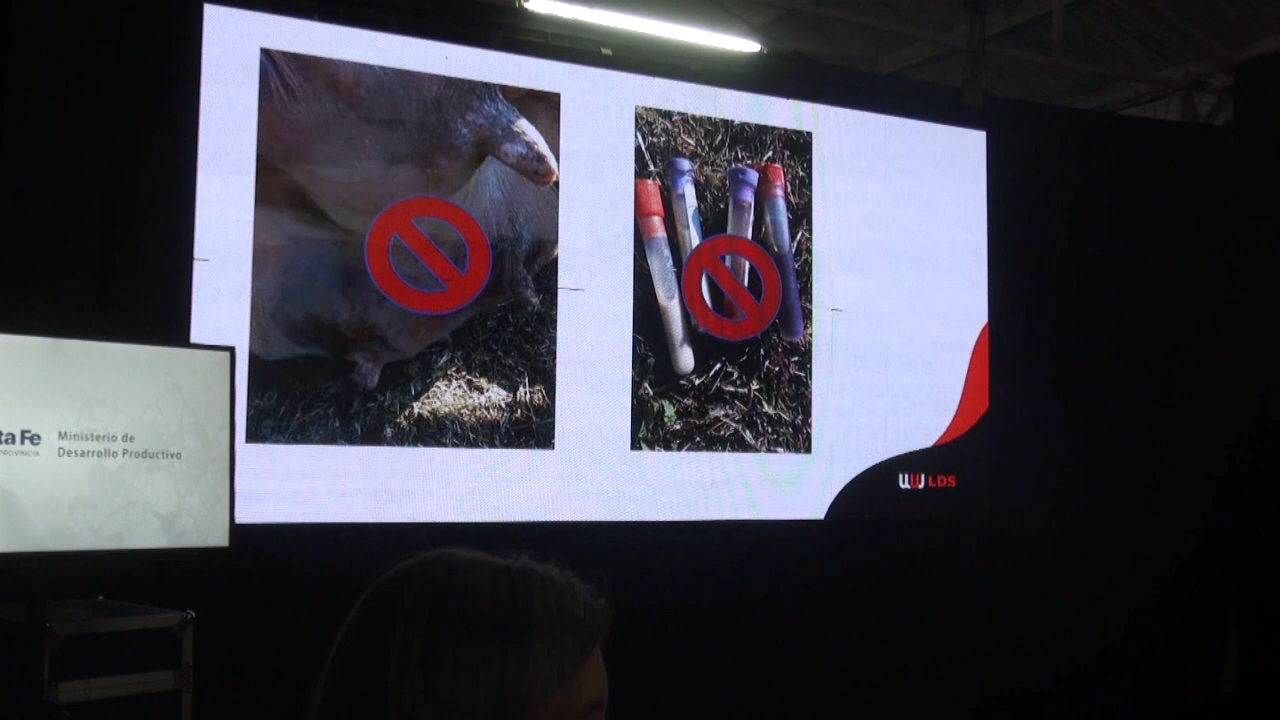 ta Fe
PROVINCIA
Ministerio de
Desarrollo Productivo
LDS